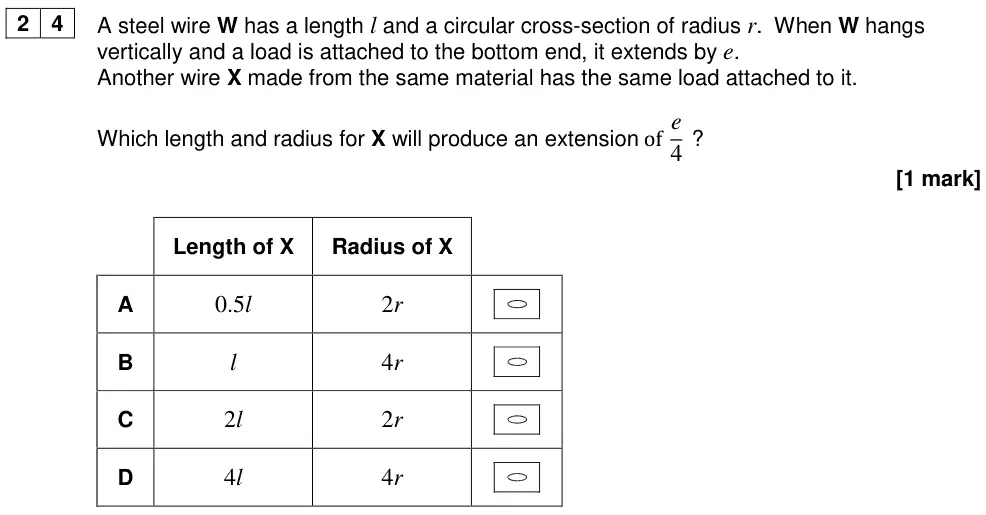 2 4 A steel wire W has a length l and a circular cross-section of radius r. When W hangs
vertically and a load is attached to the bottom end, it extends by e.
Another wire X made from the same material has the same load attached to it.
Which length and radius for X will produce an extension of e/4 ?
[1 mark]
Length of X Radius of X
A 0.5l 2r
B l 4r
C 2l 2r
D 4l 4r